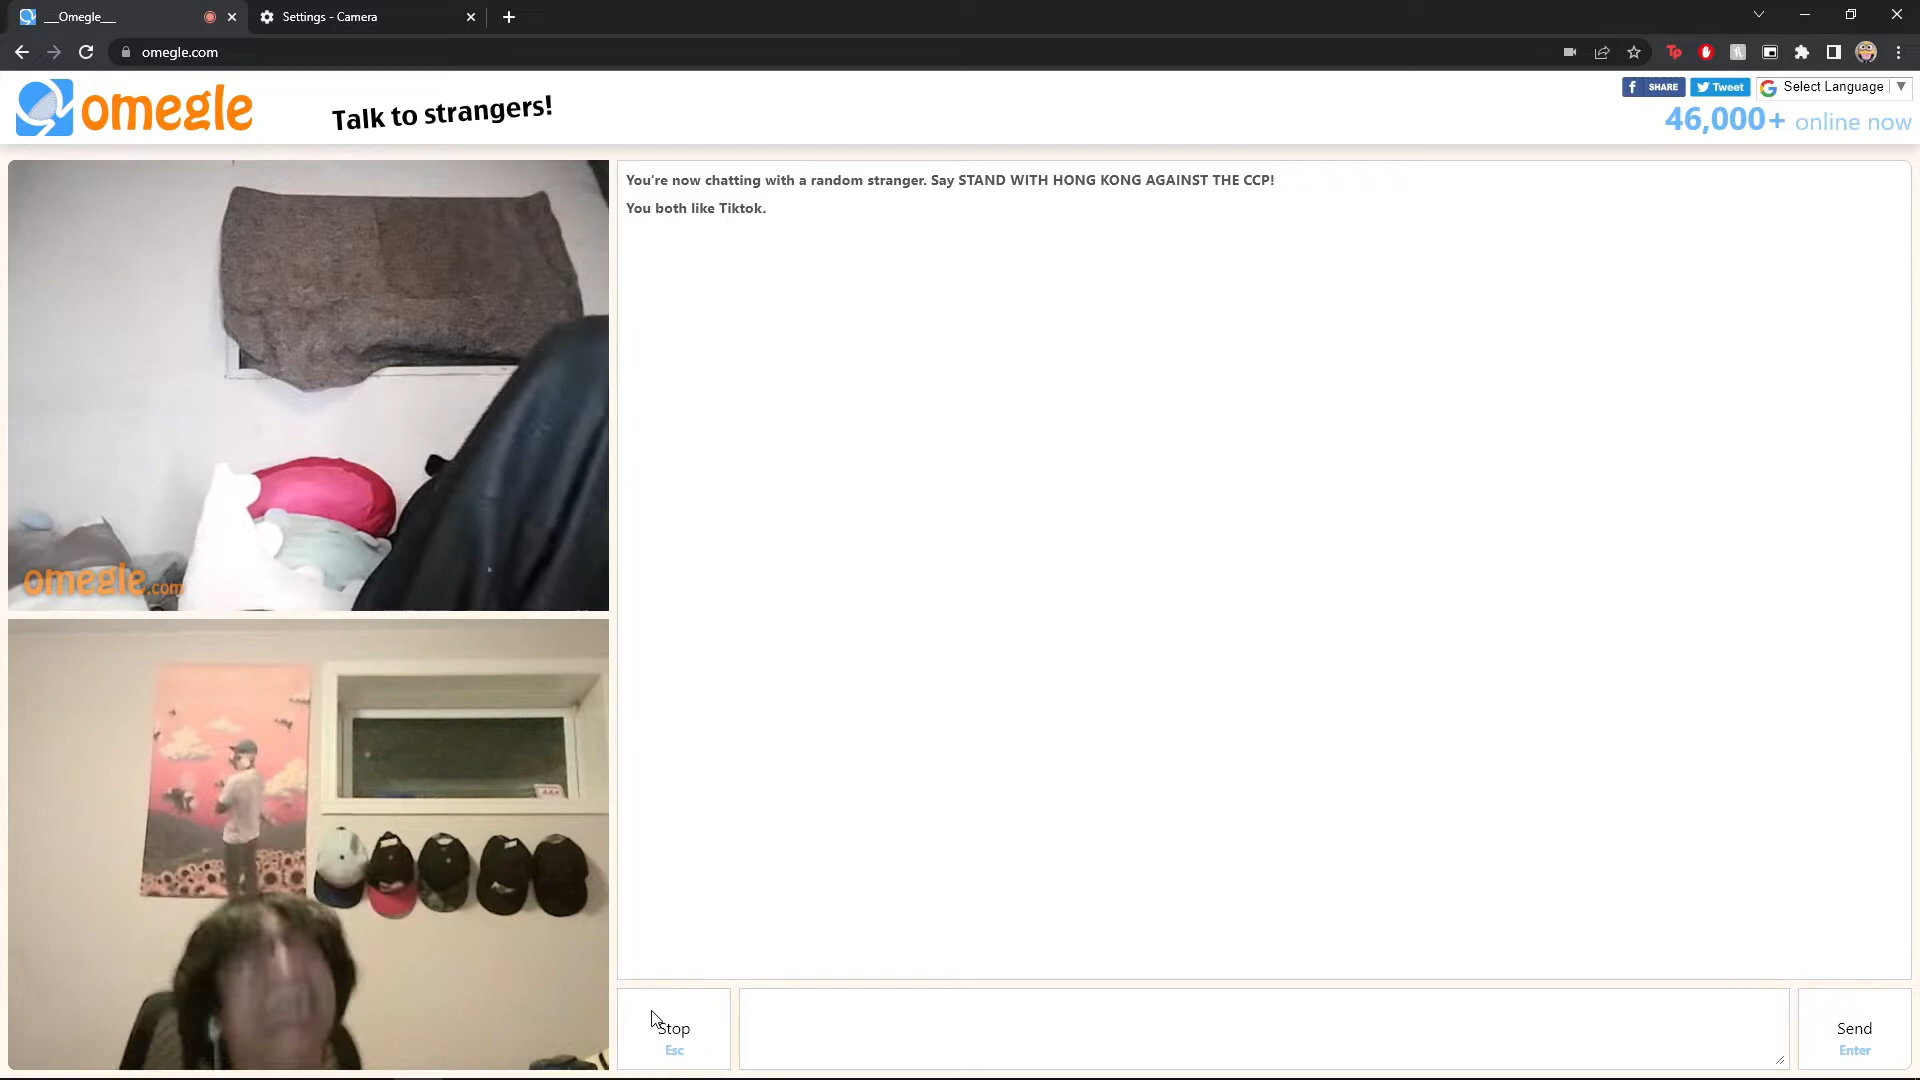 __Omegle__
Settings - Camera
omegle.com
omegle
Talk to strangers!
SHARE
Tweet
Select Language
46,000+ online now
You're now chatting with a random stranger. Say STAND WITH HONG KONG AGAINST THE CCP!
You both like Tiktok.
omegle.com
Stop
Esc
Send
Enter